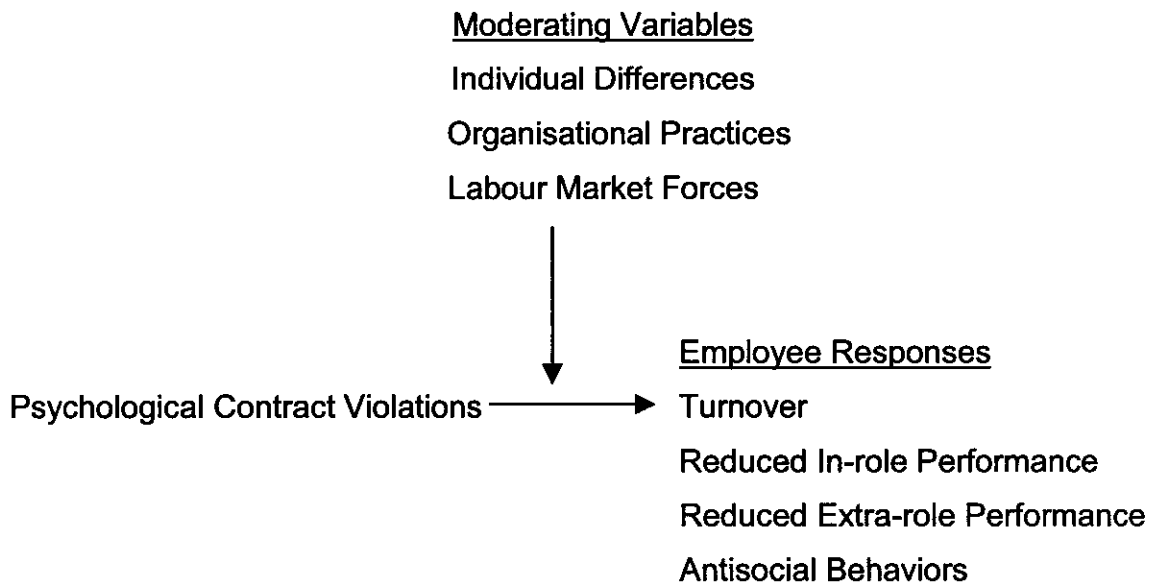 Moderating Variables
Individual Differences
Organisational Practices
Labour Market Forces
Employee Responses
Psychological Contract Violations
Turnover
Reduced In-role Performance
Reduced Extra-role Performance
Antisocial Behaviors